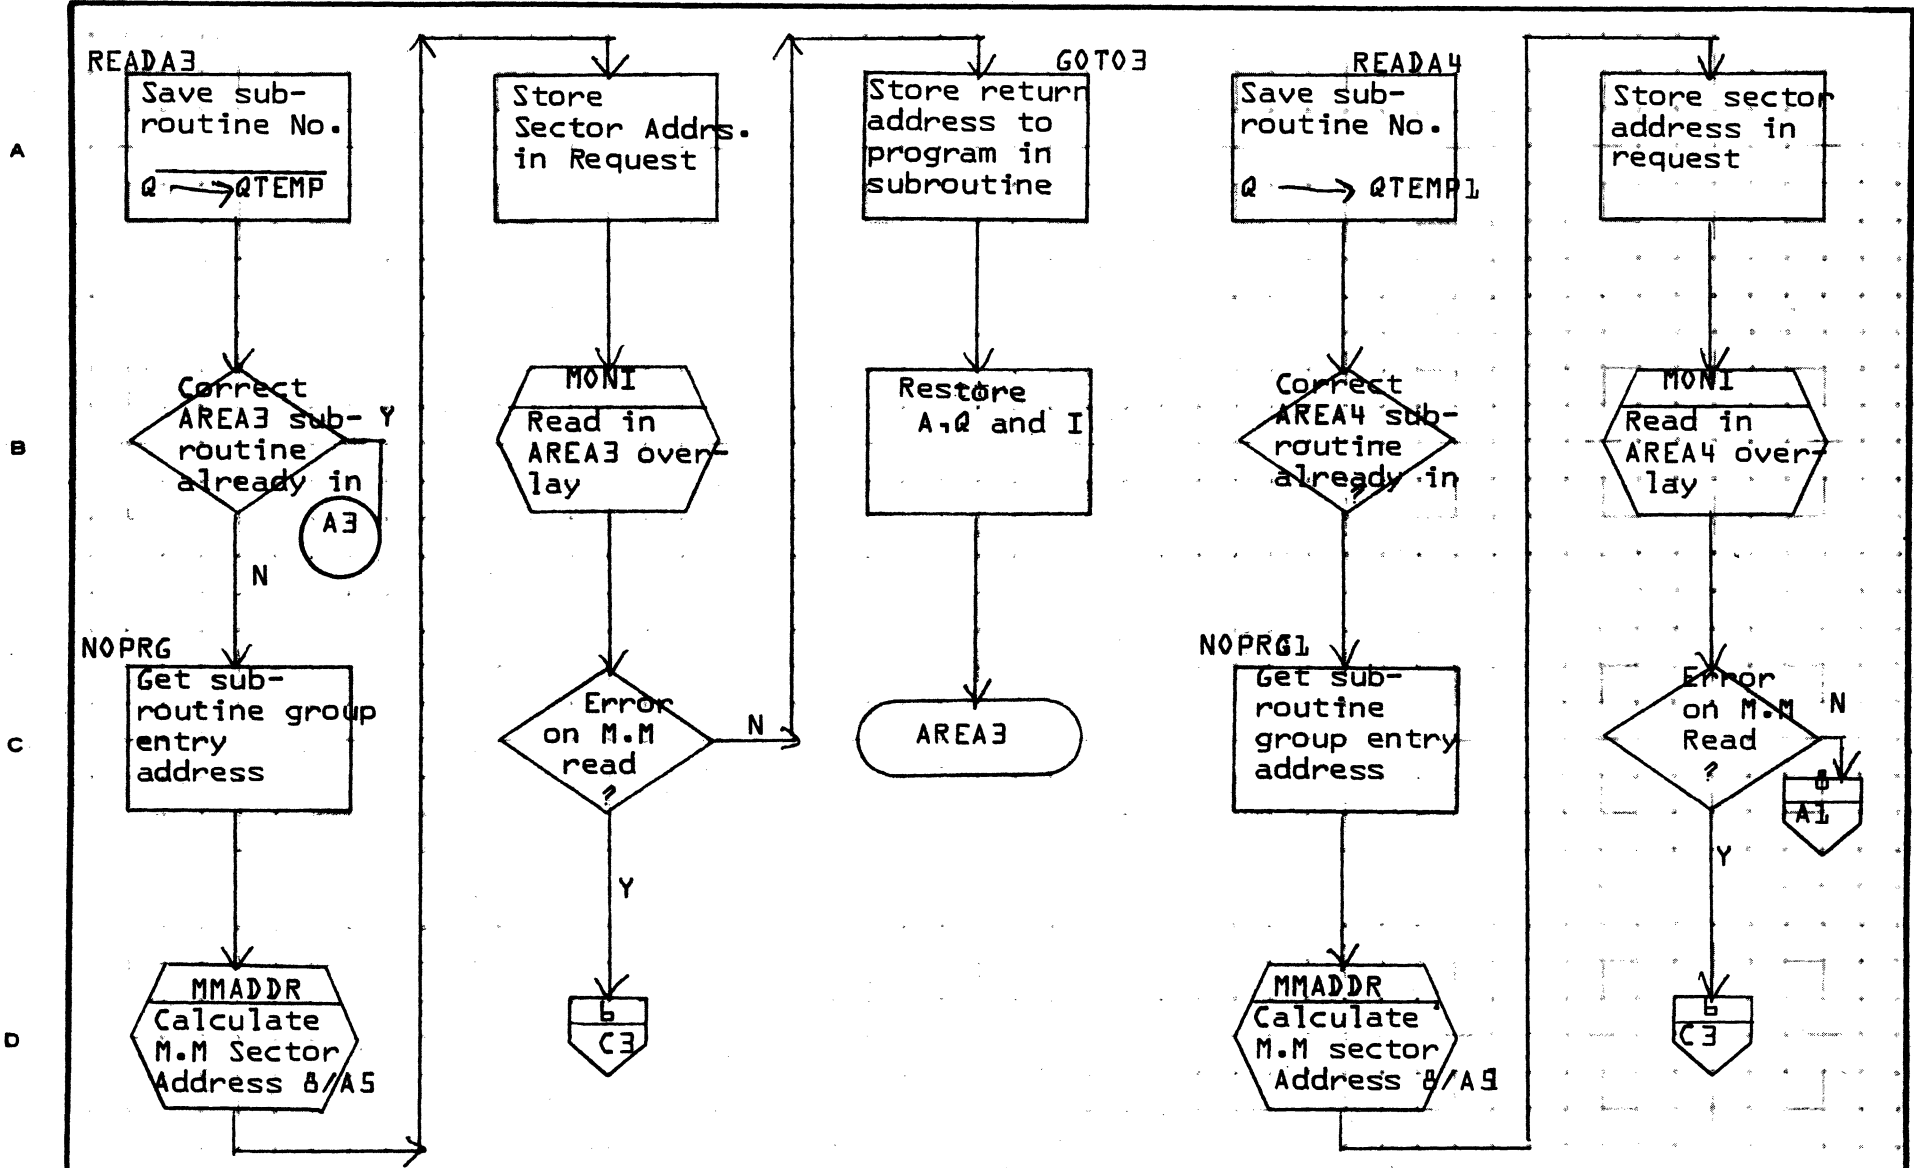 READA3
Save sub-
routine No.
Q QTEMP
Correct
AREA3 sub-
routine
already in
Y
A3
N
NOPRG
Get sub-
routine group
entry
address
MMADDR
Calculate
M.M Sector
Address 8/A5
Store
Sector Addrs.
in Request
MONI
Read in
AREA3 over-
lay
Error
on M.M
read
?
N
Y
6
C3
GOTO3
Store return
address to
program in
subroutine
Restore
A,Q and I
AREA3
READA4
Save sub-
routine No.
Q QTEMP1
Correct
AREA4 sub-
routine
already in
?
NOPRG1
Get sub-
routine
group entry
address
MMADDR
Calculate
M.M sector
Address
Store sector
address in
request
MONI
Read in
AREA4 over-
lay
Error
on M.M
Read
?
N
8
A1
Y
6
C3
A
B
C
D